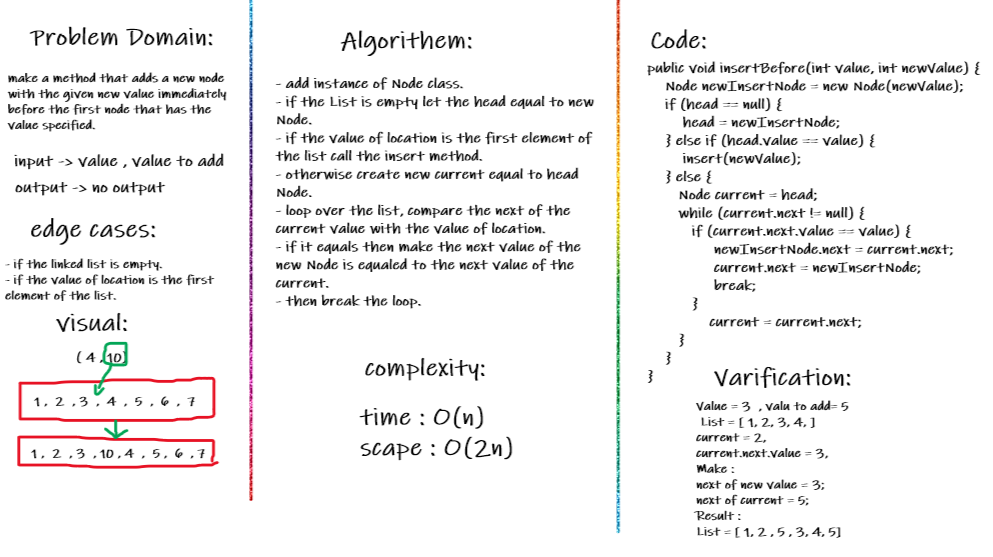 Problem Domain:
make a method that adds a new node
with the given new value immediately
before the first node that has the
value specified.
input -> value , value to add
output -> no output
edge cases:
- if the linked list is empty.
- if the value of location is the first
element of the list.
visual:
( 4 , 10)
1 , 2 , 3 , 4 , 5 , 6 , 7
1 , 2 , 3 , 10 , 4 , 5 , 6 , 7
Algorithem:
- add instance of Node class.
- if the List is empty let the head equal to new
Node.
- if the value of location is the first element of
the list call the insert method.
- otherwise create new current equal to head
Node.
- loop over the list, compare the next of the
current value with the value of location.
- if it equals then make the next value of the
new Node is equaled to the next value of the
current.
- then break the loop.
complexity:
time : O(n)
scape : O(2n)
Code:
public void insertBefore(int value, int newValue) {
Node newInsertNode = new Node(newValue);
if (head == null) {
head = newInsertNode;
} else if (head.value == value) {
insert(newValue);
} else {
Node current = head;
while (current.next != null) {
if (current.next.value == value) {
newInsertNode.next = current.next;
current.next = newInsertNode;
break;
}
current = current.next;
}
}
}
Varification:
Value = 3 , valu to add= 5
List = [ 1, 2, 3, 4, ]
current = 2,
current.next.value = 3,
Make :
next of new value = 3;
next of current = 5;
Result :
List = [ 1, 2 , 5 , 3, 4, 5]